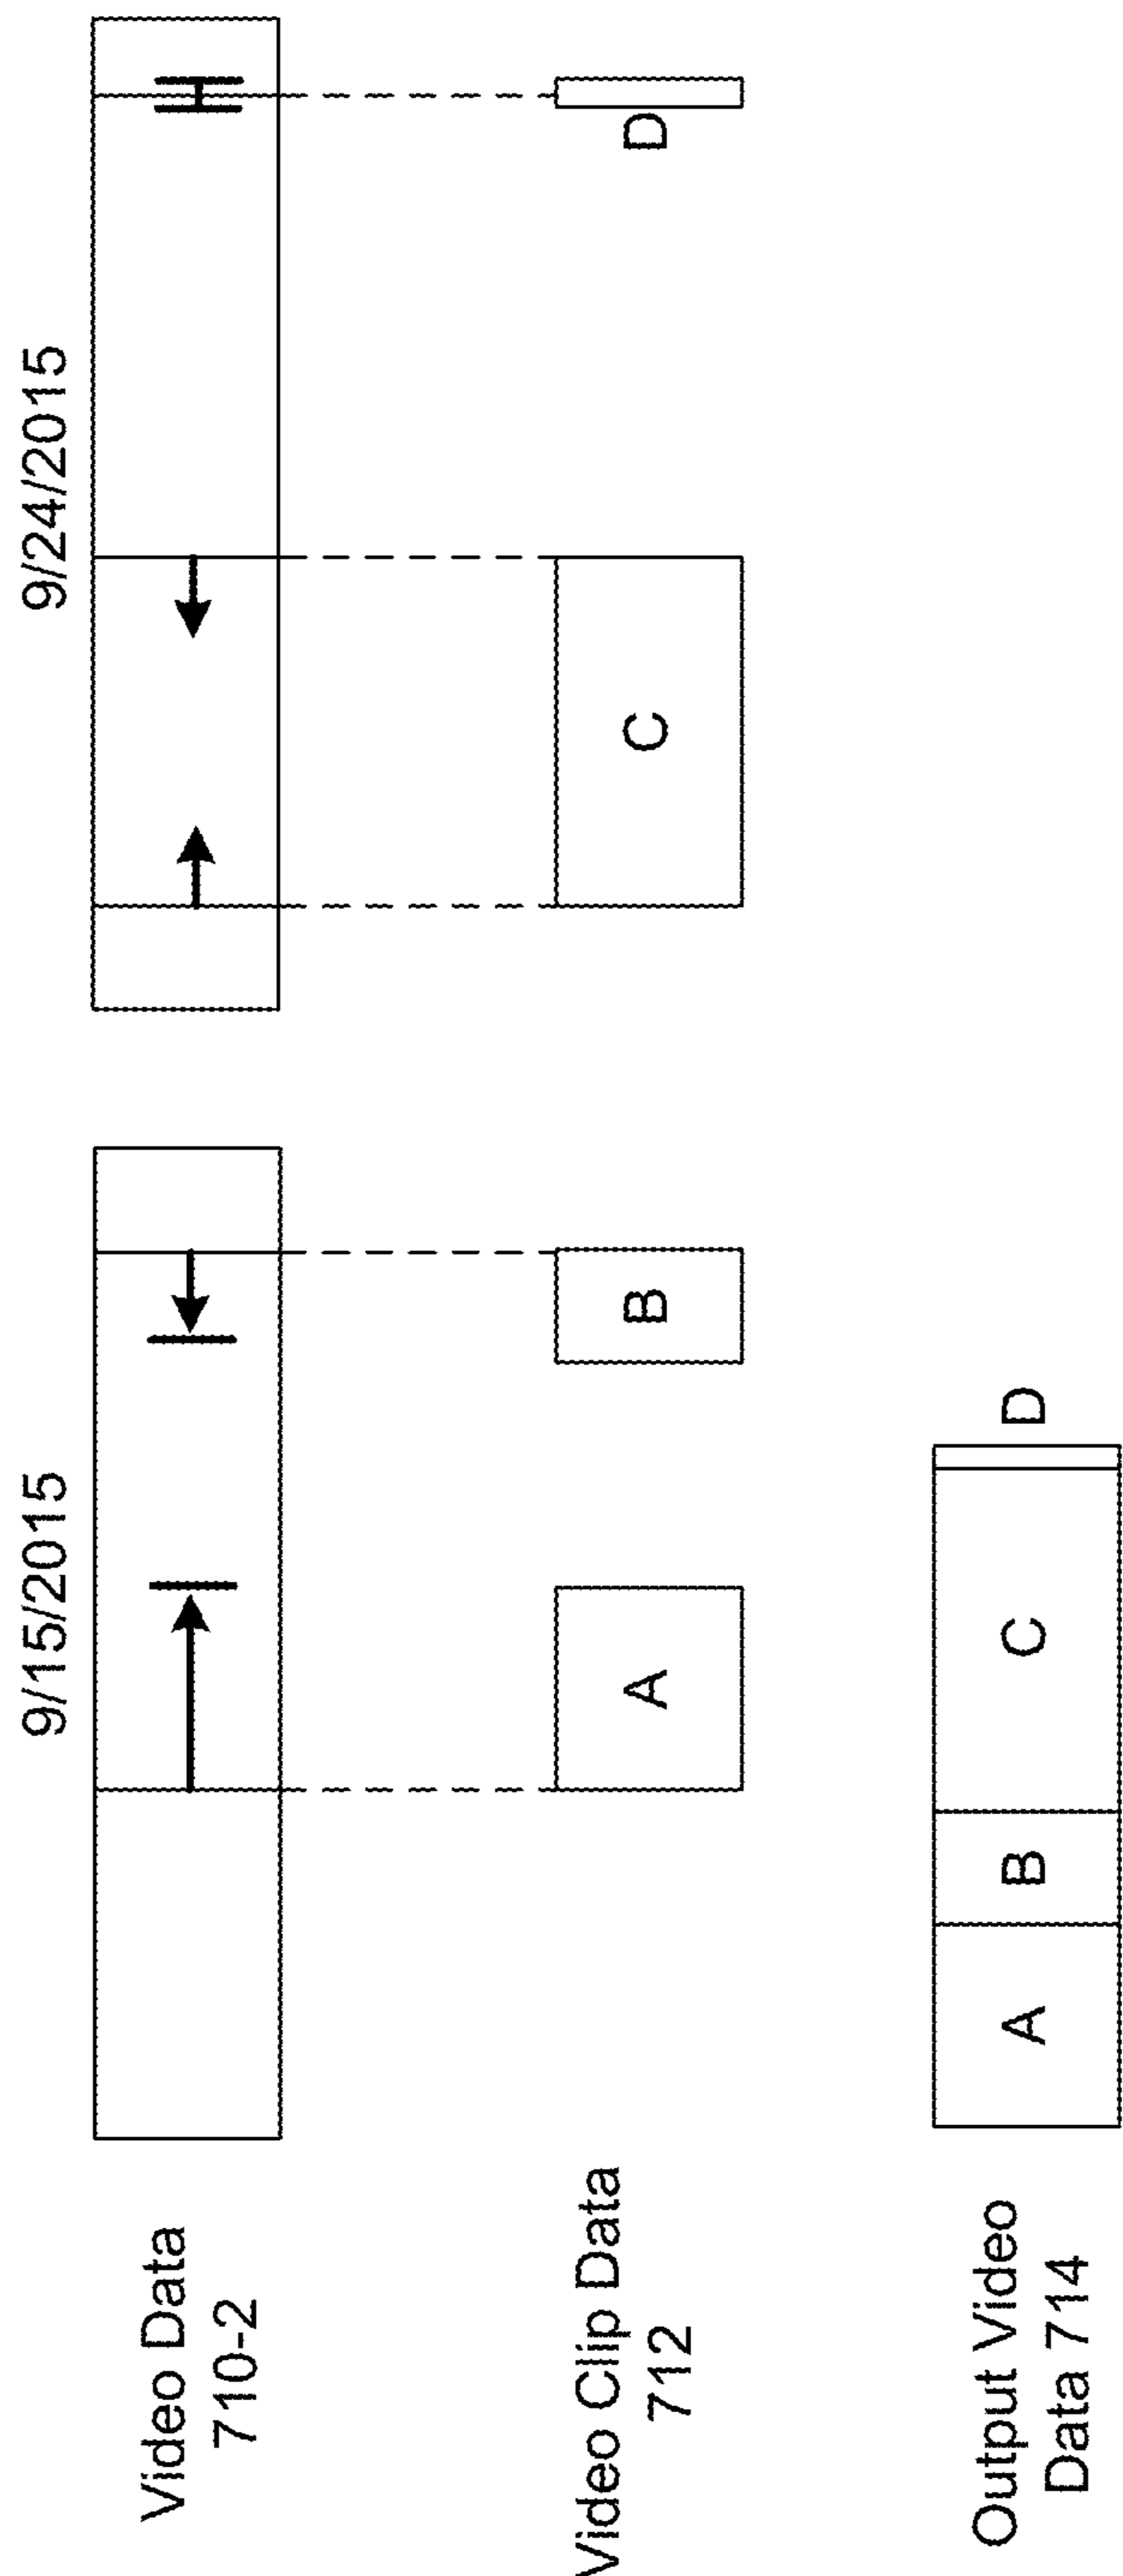 9/15/2015
9/24/2015
Video Data
710-2
Video Clip Data
712
A
B
C
D
Output Video
Data 714
A
B
C
D